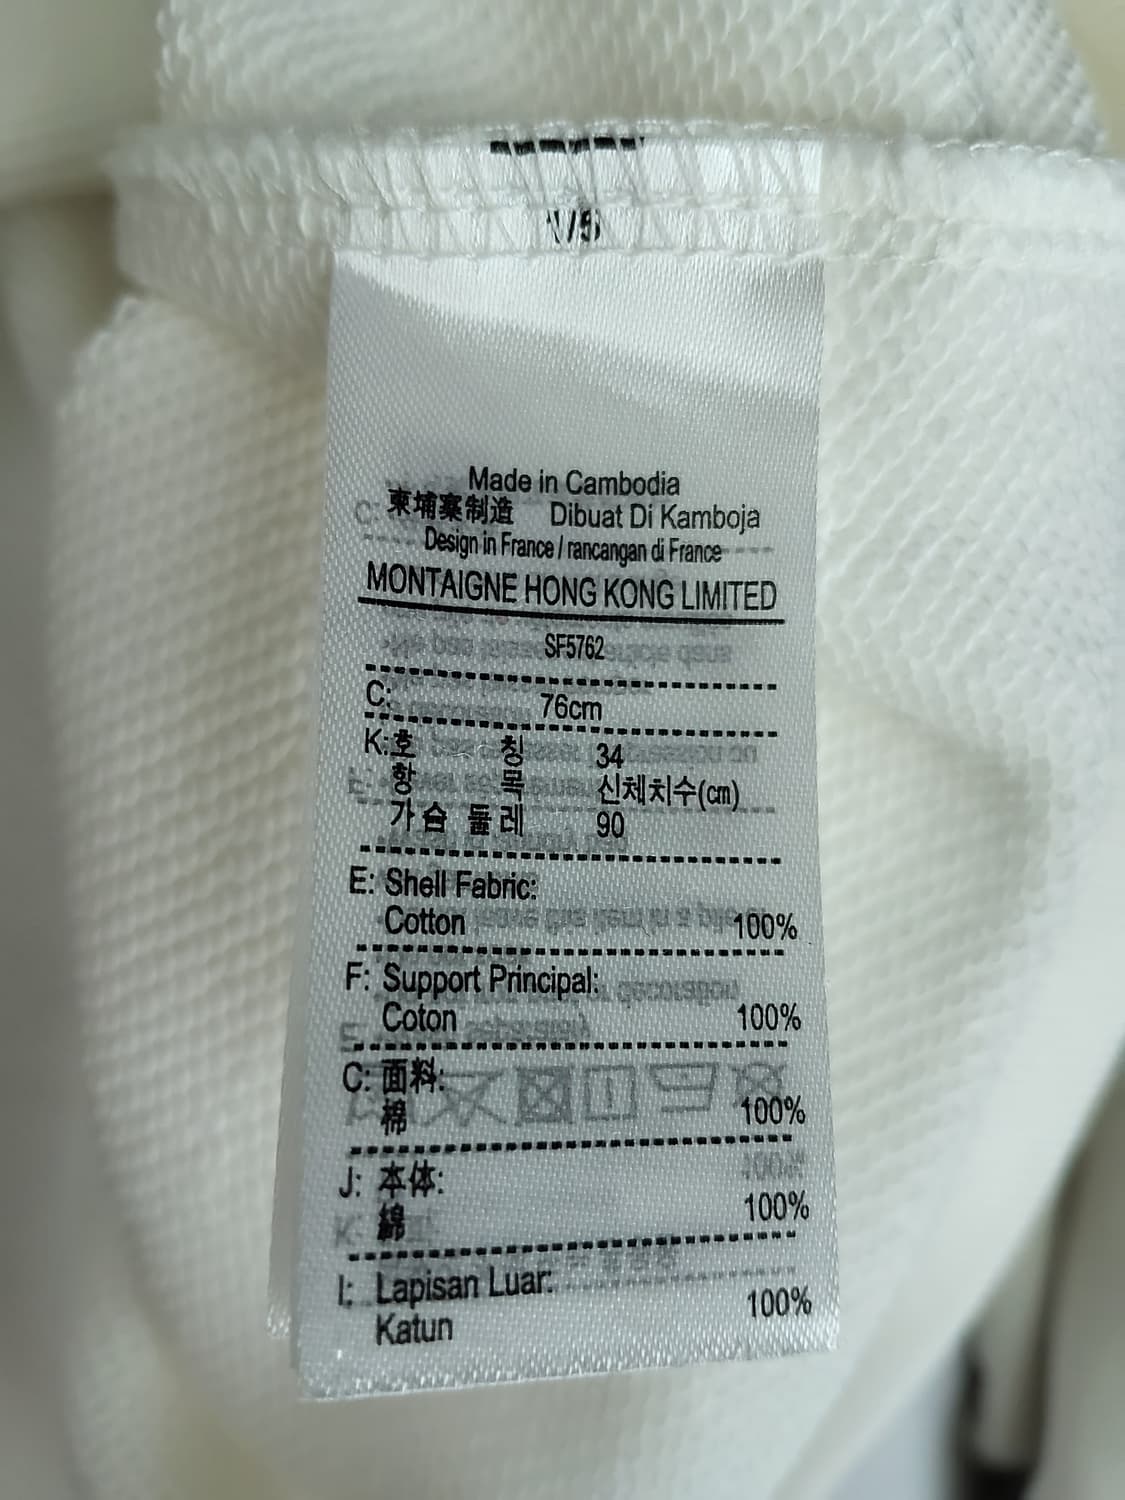 1/5
Made in Cambodia
柬埔寨制造 Dibuat Di Kamboja
Design in France / rancangan di France
MONTAIGNE HONG KONG LIMITED
SF5762
C: 76cm
K: 호 칭 34
항 목 신체치수(cm)
가슴 둘레 90
E: Shell Fabric:
Cotton 100%
F: Support Principal:
Coton 100%
C: 面料:
棉 100%
J: 本体:
綿 100%
I: Lapisan Luar:
Katun 100%